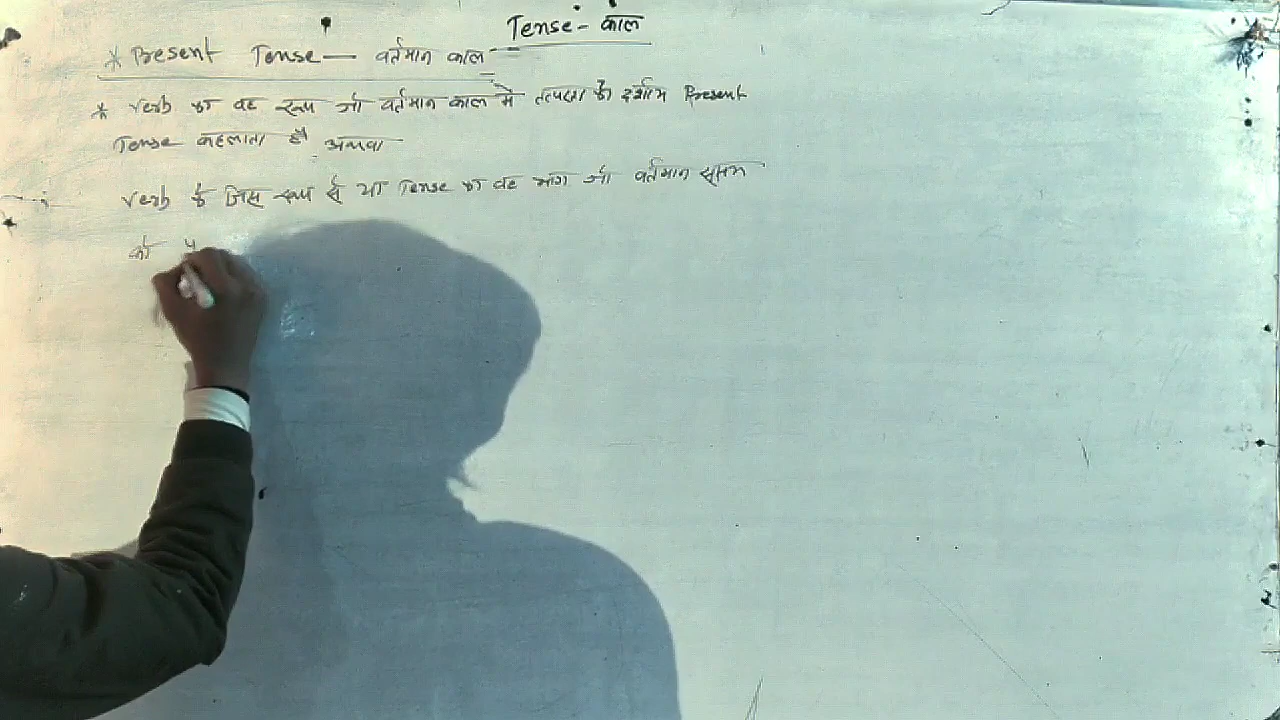 Tense - काल
* Present Tense — वर्तमान काल
* Verb का वह रूप जो वर्तमान काल में तत्परता को दर्शाय Present
Tense कहलाता है अथवा
Verb के जिस रूप से या Tense का वह भाग जो वर्तमान समय
को